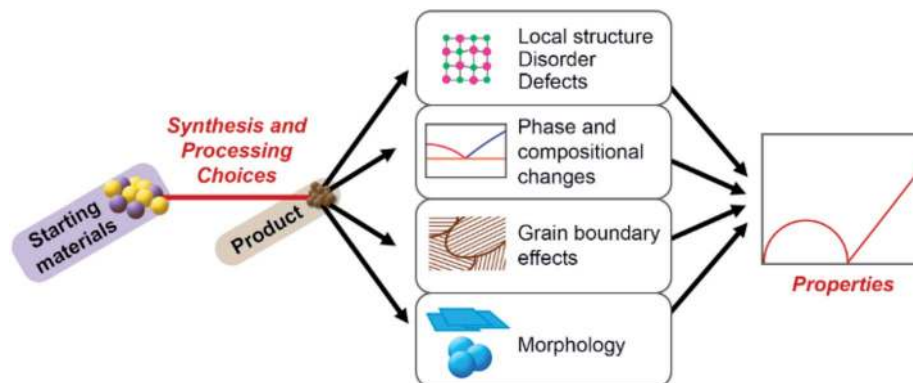 Starting
materials
Synthesis and
Processing
Choices
Product
Local structure
Disorder
Defects
Phase and
compositional
changes
Grain boundary
effects
Morphology
Properties